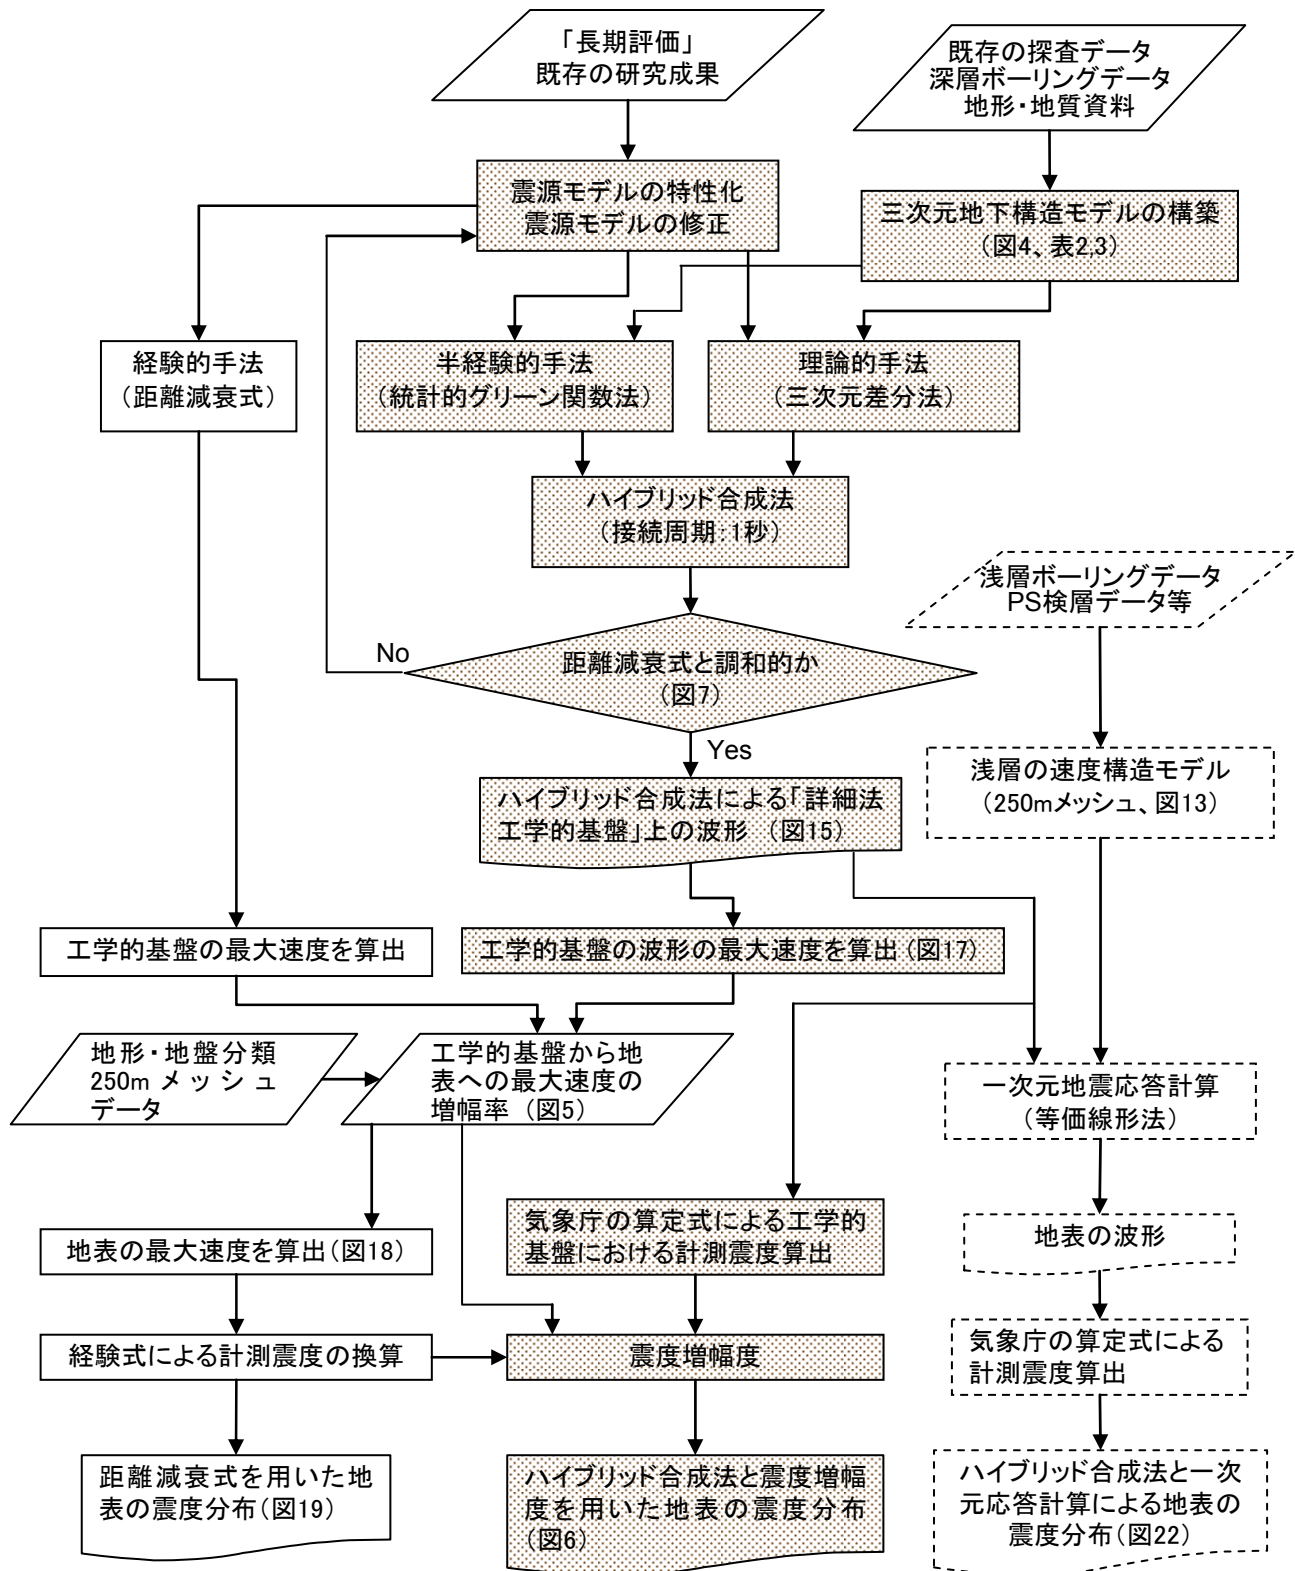 「長期評価」
既存の研究成果
既存の探査データ
深層ボーリングデータ
地形・地質資料
震源モデルの特性化
震源モデルの修正
三次元地下構造モデルの構築
（図4、表2,3）
経験的手法
（距離減衰式）
半経験的手法
（統計的グリーン関数法）
理論的手法
（三次元差分法）
ハイブリッド合成法
（接続周期：1秒）
浅層ボーリングデータ
PS検層データ等
No
距離減衰式と調和的か
（図7）
Yes
浅層の速度構造モデル
（250mメッシュ、図13）
ハイブリッド合成法による「詳細法
工学的基盤」上の波形 （図15）
工学的基盤の最大速度を算出
工学的基盤の波形の最大速度を算出（図17）
地形・地盤分類
250m メッシュ
データ
工学的基盤から地
表への最大速度の
増幅率（図5）
一次元地震応答計算
（等価線形法）
地表の最大速度を算出（図18）
気象庁の算定式による工学的
基盤における計測震度算出
地表の波形
経験式による計測震度の換算
震度増幅度
気象庁の算定式による
計測震度算出
距離減衰式を用いた地
表の震度分布（図19）
ハイブリッド合成法と震度増幅
度を用いた地表の震度分布
（図6）
ハイブリッド合成法と一次
元応答計算による地表の
震度分布（図22）